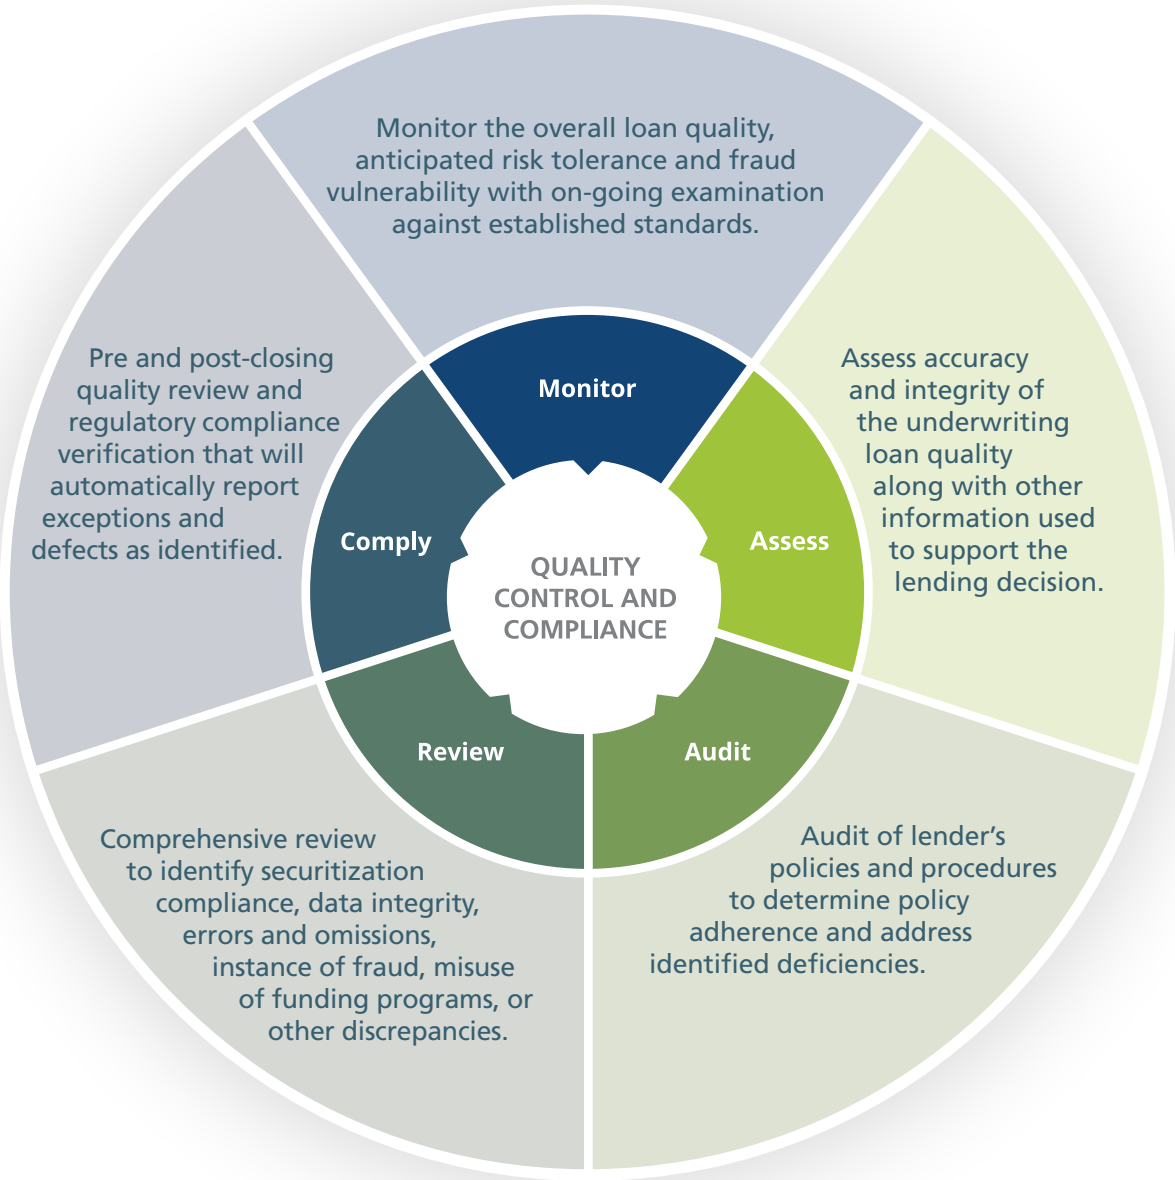 Monitor the overall loan quality,
anticipated risk tolerance and fraud
vulnerability with on-going examination
against established standards.
Monitor
Assess accuracy
and integrity of
the underwriting
loan quality
along with other
information used
to support the
lending decision.
Assess
Audit of lender’s
policies and procedures
to determine policy
adherence and address
identified deficiencies.
Audit
Comprehensive review
to identify securitization
compliance, data integrity,
errors and omissions,
instance of fraud, misuse
of funding programs, or
other discrepancies.
Review
Pre and post-closing
quality review and
regulatory compliance
verification that will
automatically report
exceptions and
defects as identified.
Comply
QUALITY
CONTROL AND
COMPLIANCE